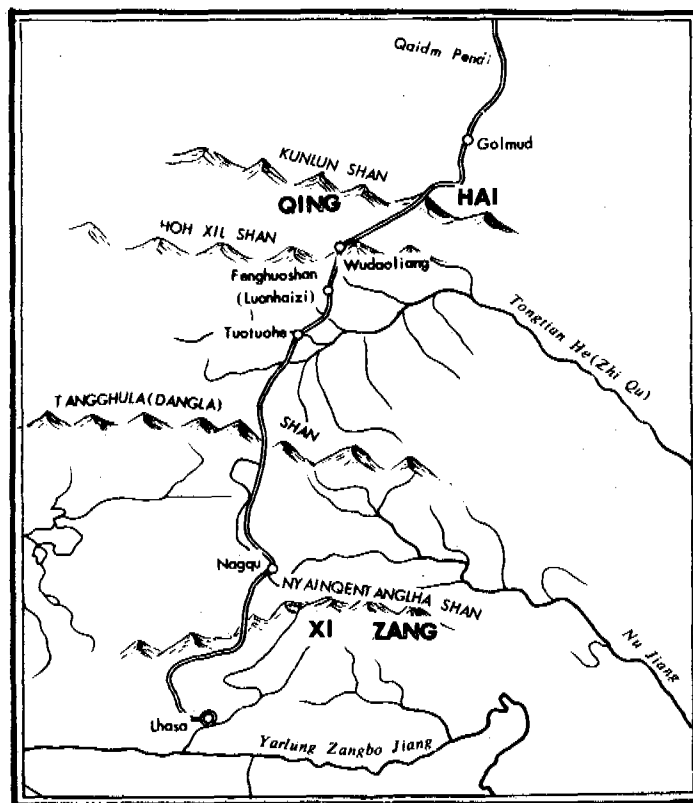 Qaidm Pendi
Golmud
KUNLUN SHAN
QING HAI
HOH XIL SHAN
Wudaoliang
Fenghuoshan
(Luanhaizi)
Tuotuohe
Tongtian He (Zhi Qu)
TANGGHULA (DANGLA)
SHAN
Nagqu
NYAINQENTANGLHA SHAN
XI ZANG
Nu Jiang
Lhasa
Yarlung Zangbo Jiang